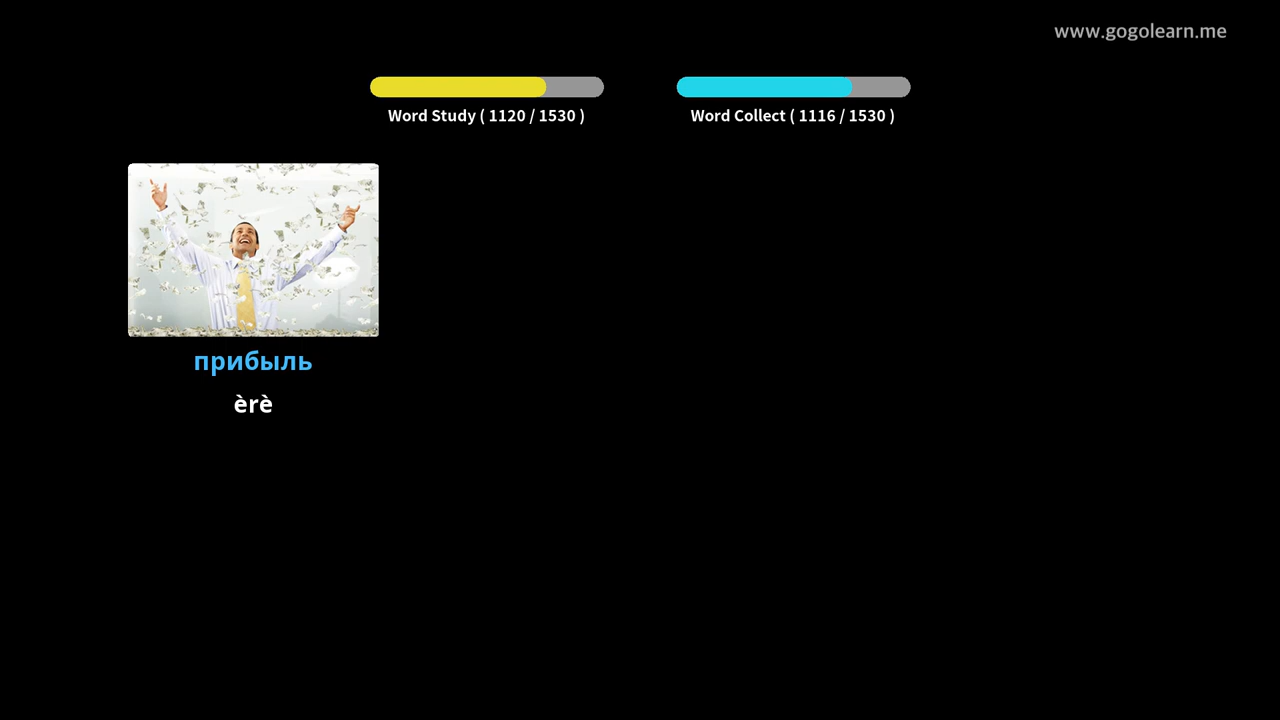 www.gogolearn.me
Word Study ( 1120 / 1530 )
Word Collect ( 1116 / 1530 )
прибыль
èrè